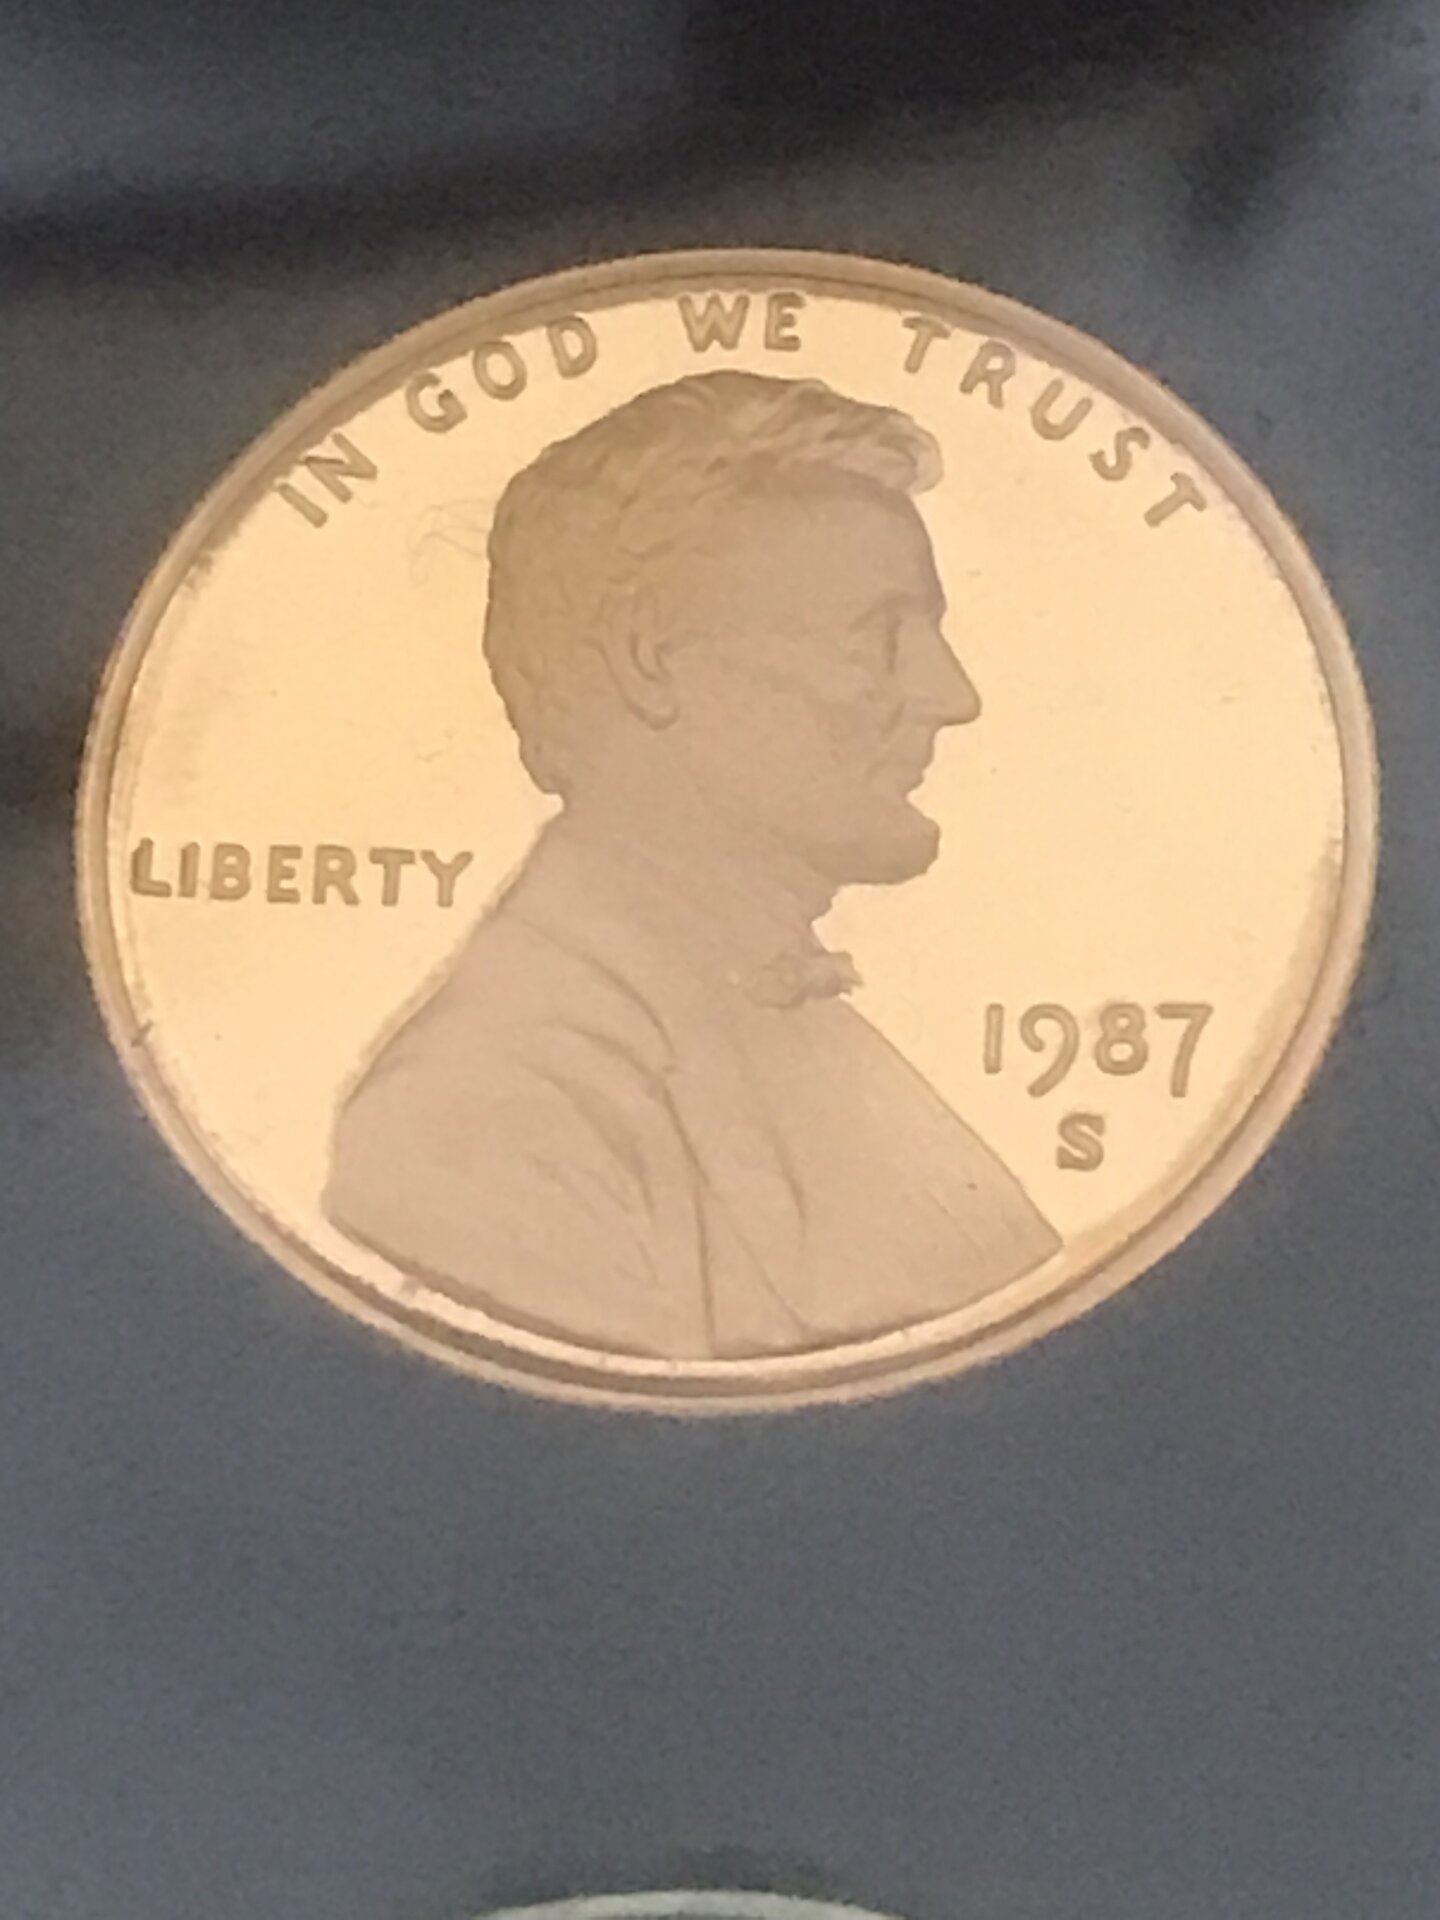 IN GOD WE TRUST
LIBERTY
1987
S